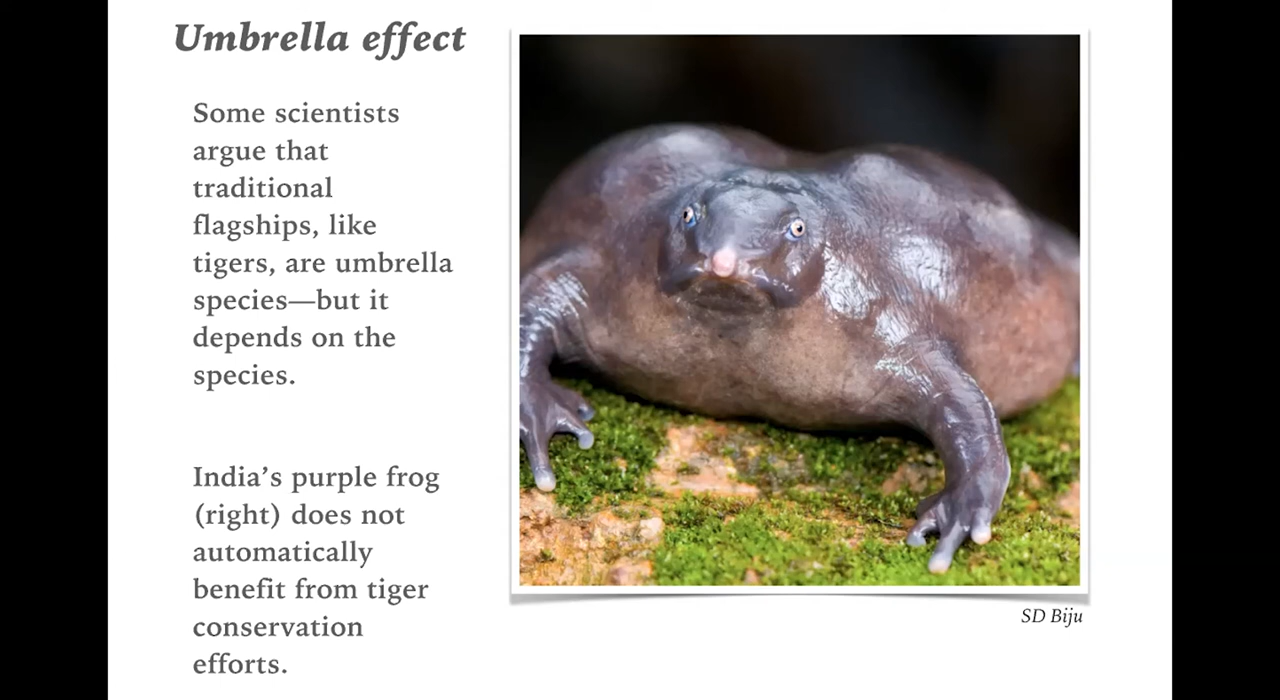 Umbrella effect
Some scientists
argue that
traditional
flagships, like
tigers, are umbrella
species—but it
depends on the
species.
India’s purple frog
(right) does not
automatically
benefit from tiger
conservation
efforts.
SD Biju